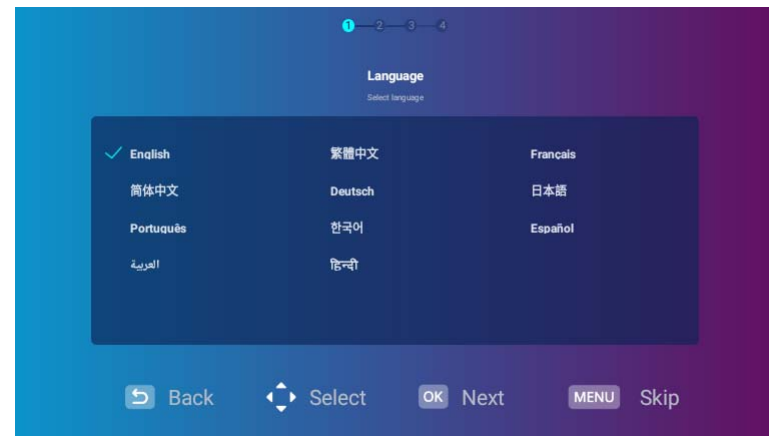 1 2 3 4
Language
Select language
English 繁體中文 Français
简体中文 Deutsch 日本語
Português 한국어 Español
العربية हिन्दी
Back Select OK Next MENU Skip